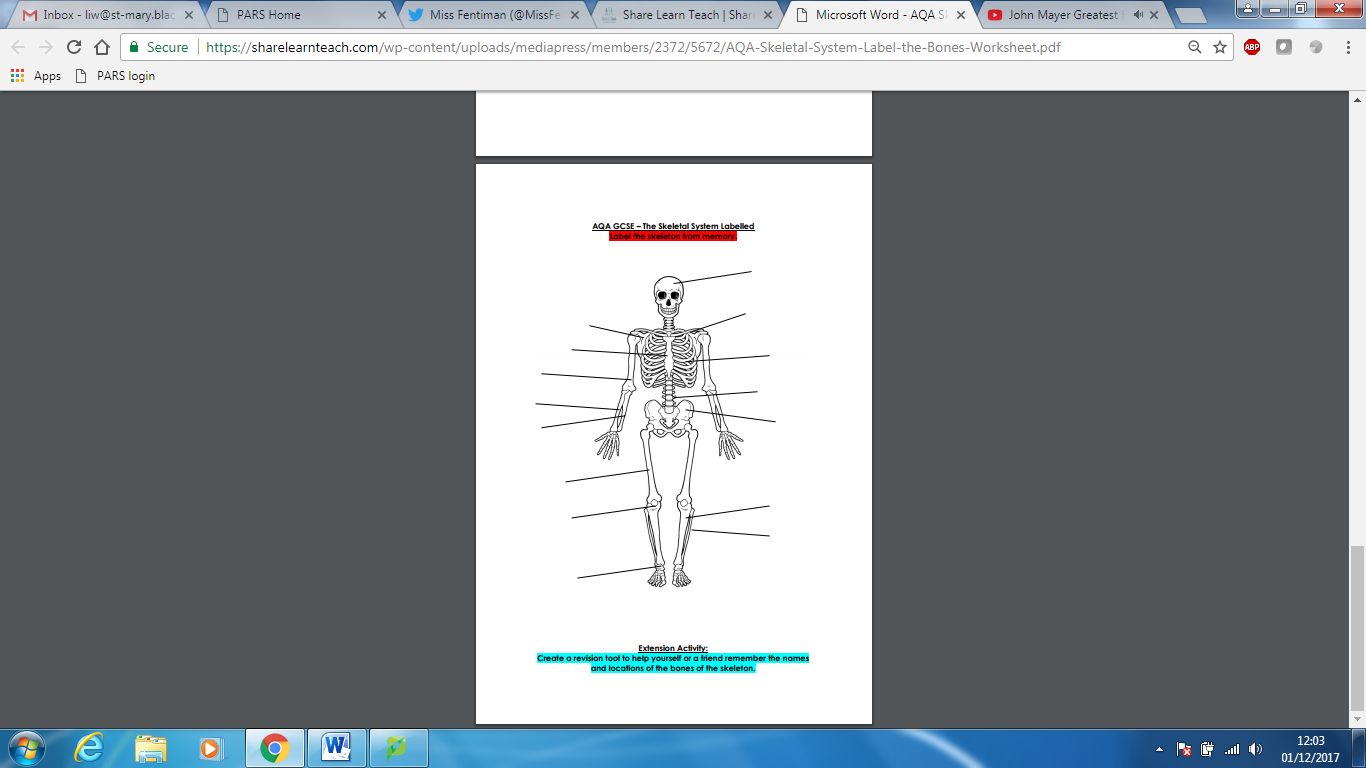 Inbox - liw@st-mary.blac
PARS Home
Miss Fentiman (@MissFe
Share Learn Teach | Shar
Microsoft Word - AQA S
John Mayer Greatest H
Secure
https://sharelearnteach.com/wp-content/uploads/mediapress/members/2372/5672/AQA-Skeletal-System-Label-the-Bones-Worksheet.pdf
ABP
Apps
PARS login
AQA GCSE – The Skeletal System Labelled
Label the skeleton from memory.
Extension Activity:
Create a revision tool to help yourself or a friend remember the names
and locations of the bones of the skeleton.
12:03
01/12/2017